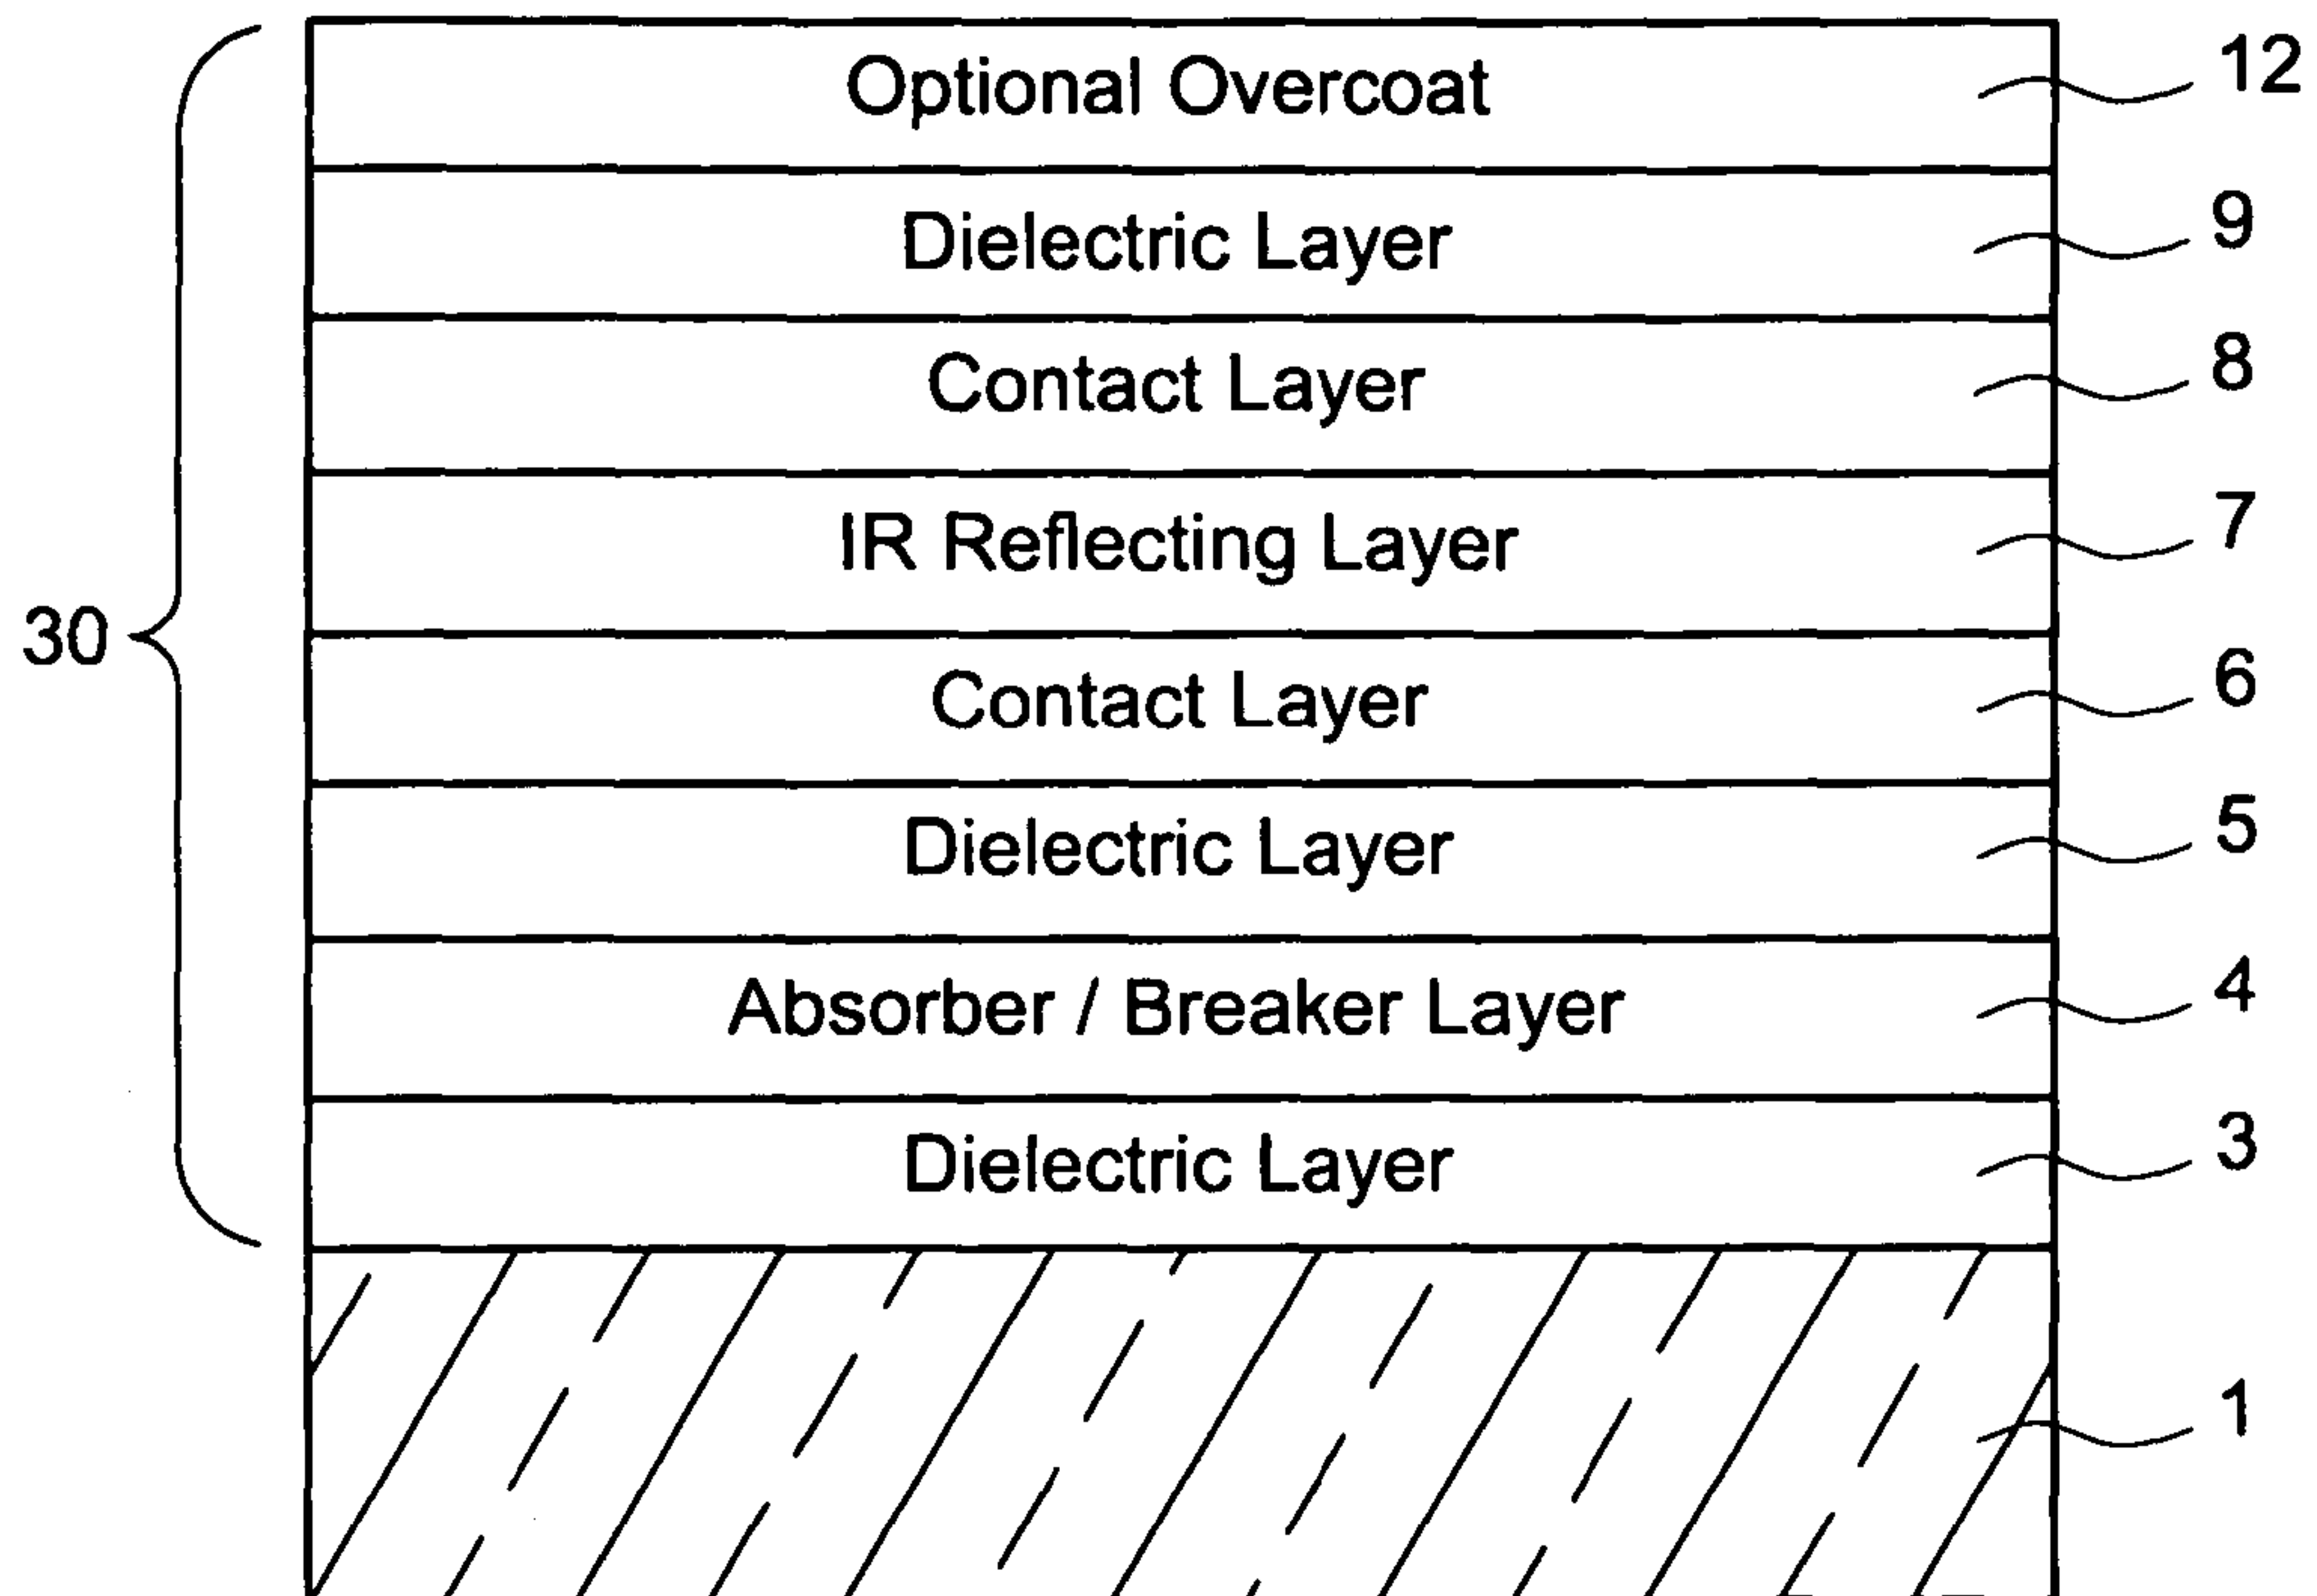 Optional Overcoat 12
Dielectric Layer 9
Contact Layer 8
IR Reflecting Layer 7
30
Contact Layer 6
Dielectric Layer 5
Absorber / Breaker Layer 4
Dielectric Layer 3
1